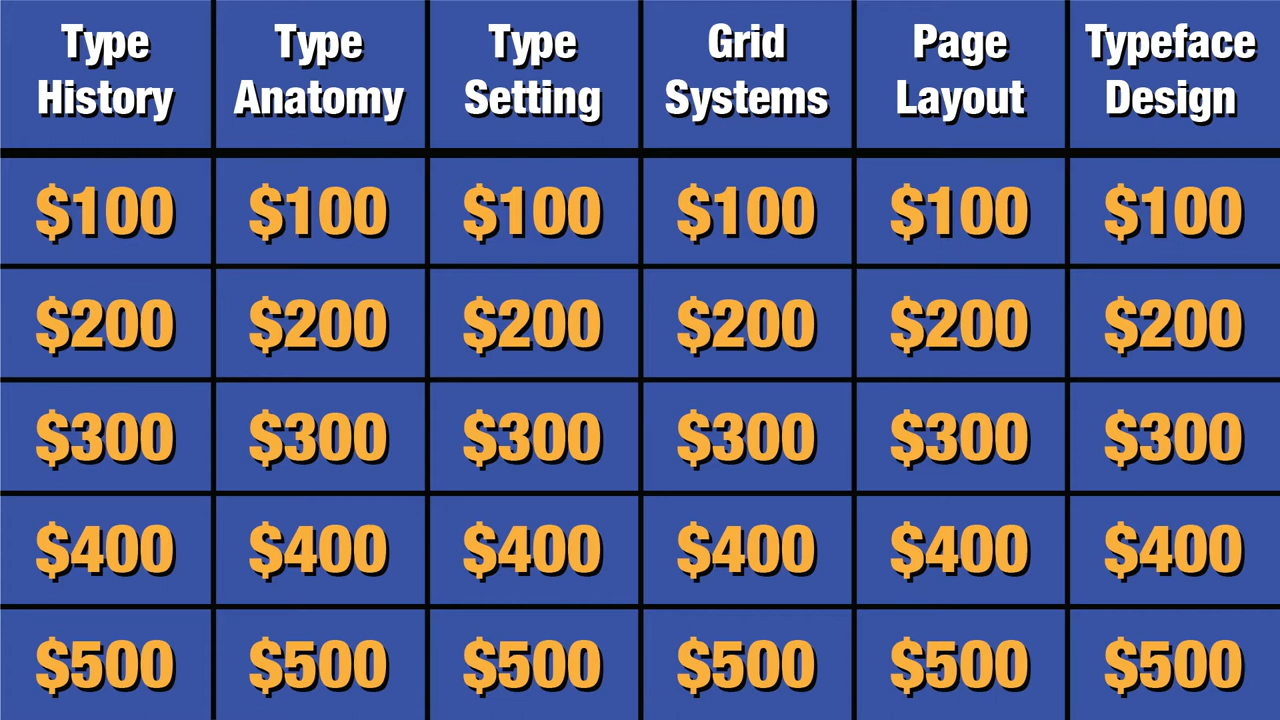 Type History
Type Anatomy
Type Setting
Grid Systems
Page Layout
Typeface Design
$100 $100 $100 $100 $100 $100
$200 $200 $200 $200 $200 $200
$300 $300 $300 $300 $300 $300
$400 $400 $400 $400 $400 $400
$500 $500 $500 $500 $500 $500